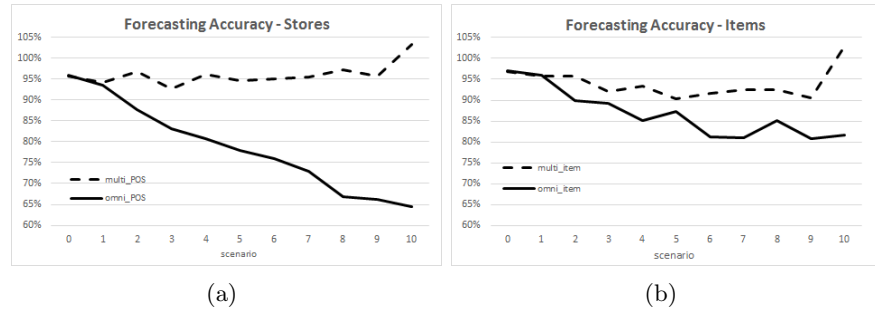 Forecasting Accuracy - Stores
105%
100%
95%
90%
85%
80%
75%
70%
65%
60%
multi_POS
omni_POS
0 1 2 3 4 5 6 7 8 9 10
scenario
(a)
Forecasting Accuracy - Items
105%
100%
95%
90%
85%
80%
75%
70%
65%
60%
multi_item
omni_item
0 1 2 3 4 5 6 7 8 9 10
scenario
(b)